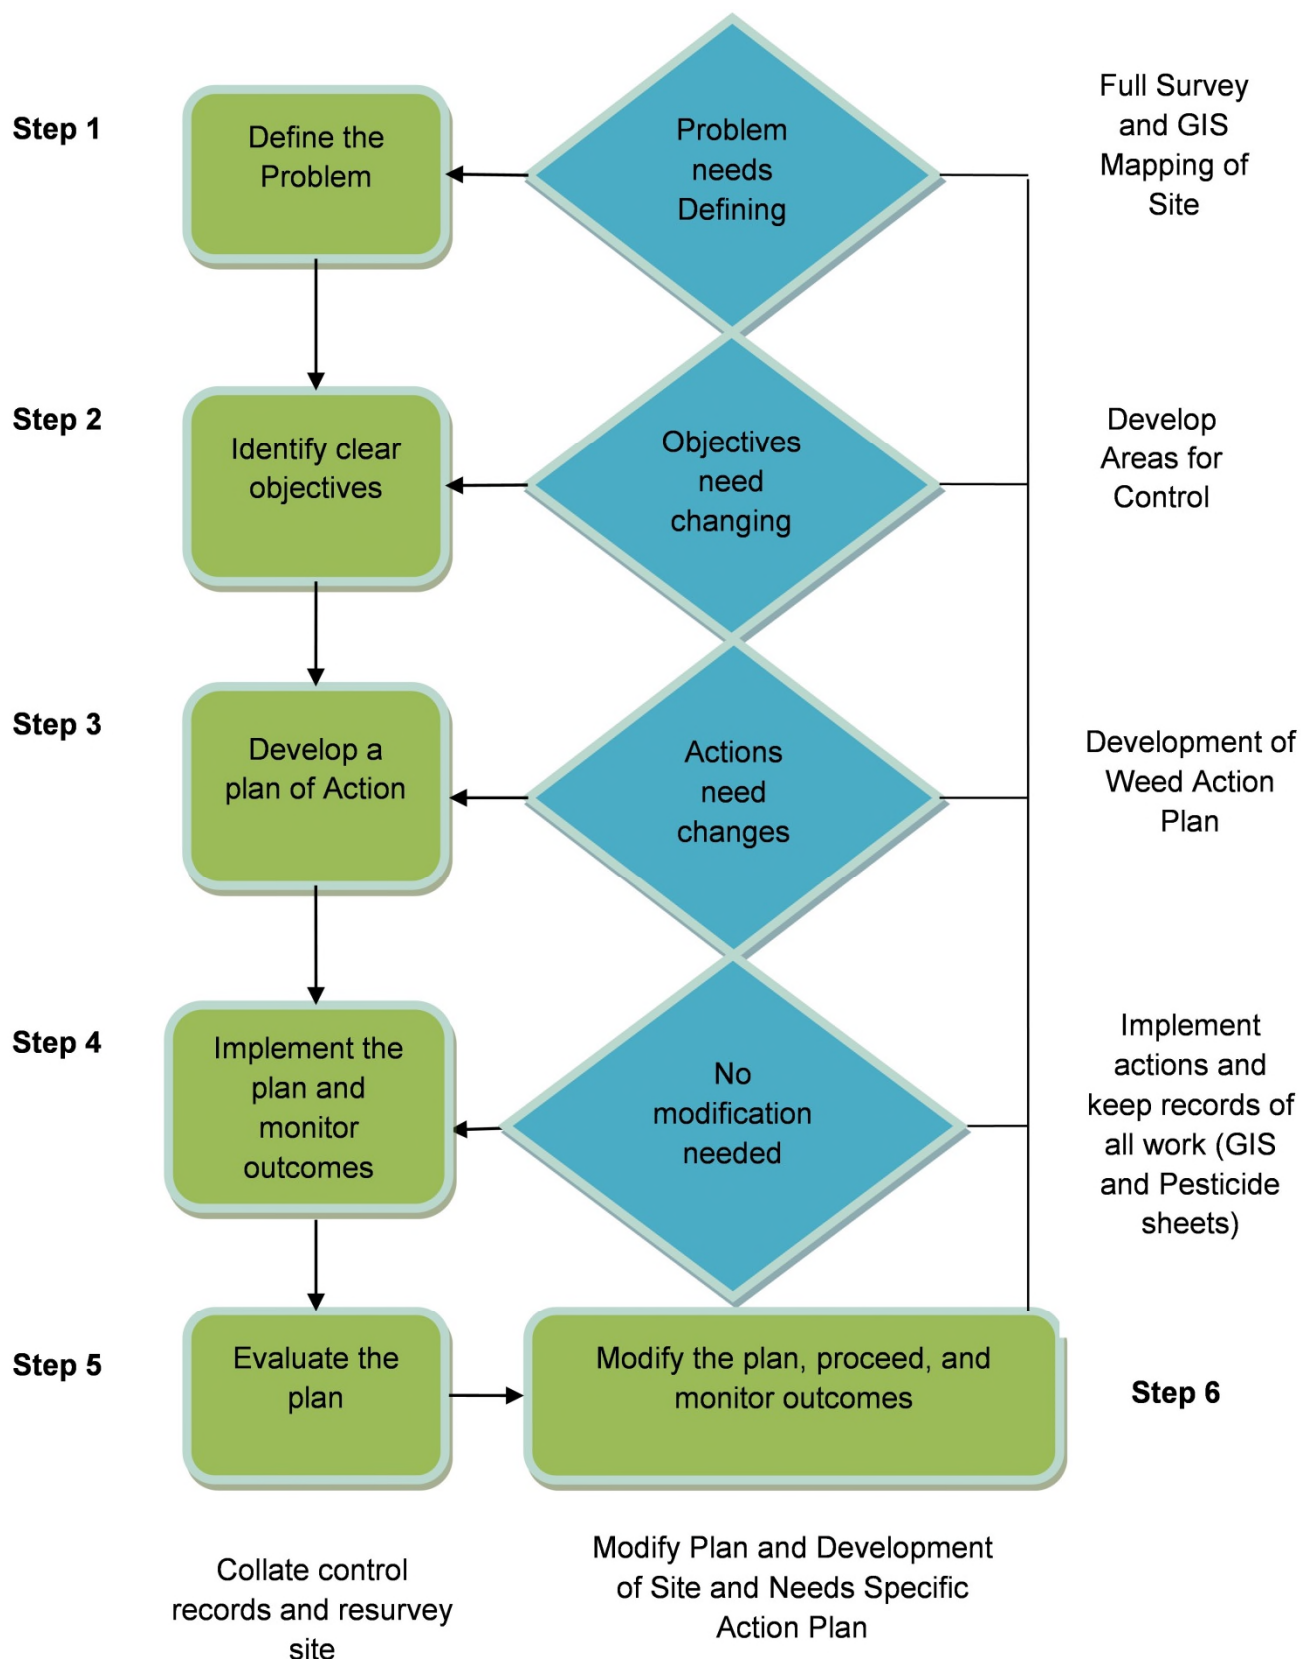 Step 1
Define the
Problem
Problem
needs
Defining
Full Survey
and GIS
Mapping of
Site
Step 2
Identify clear
objectives
Objectives
need
changing
Develop
Areas for
Control
Step 3
Develop a
plan of Action
Actions
need
changes
Development of
Weed Action
Plan
Step 4
Implement the
plan and
monitor
outcomes
No
modification
needed
Implement
actions and
keep records of
all work (GIS
and Pesticide
sheets)
Step 5
Evaluate the
plan
Modify the plan, proceed, and
monitor outcomes
Step 6
Collate control
records and resurvey
site
Modify Plan and Development
of Site and Needs Specific
Action Plan